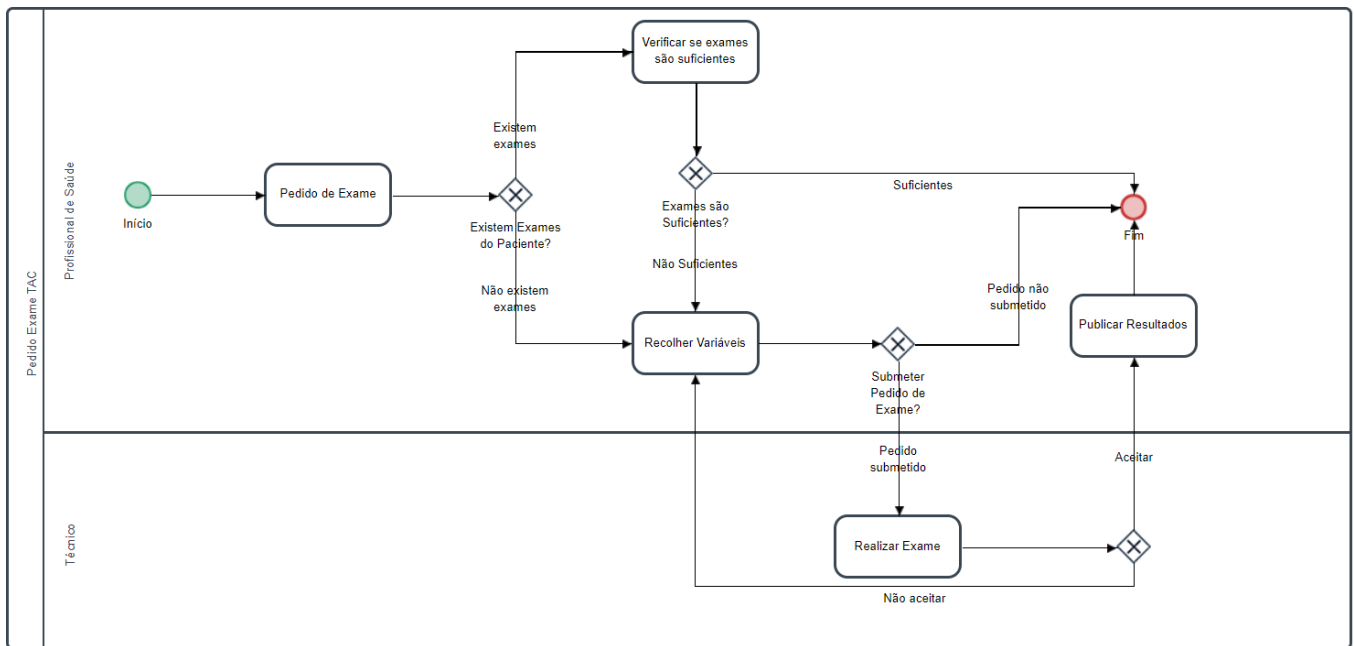 Pedido Exame TAC
Profissional de Saúde
Início
Pedido de Exame
Existem
exames
Existem Exames
do Paciente?
Não existem
exames
Verificar se exames
são suficientes
Exames são
Suficientes?
Suficientes
Não Suficientes
Recolher Variáveis
Submeter
Pedido de
Exame?
Pedido não
submetido
Fim
Publicar Resultados
Técnico
Pedido
submetido
Realizar Exame
Aceitar
Não aceitar